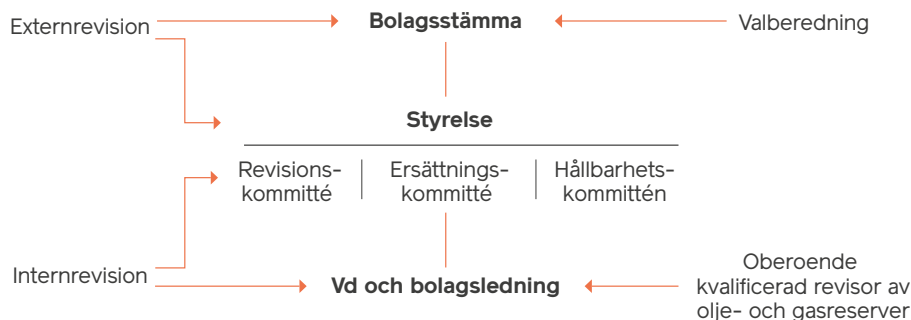 Externrevision
Bolagsstämma
Valberedning
Styrelse
Revisions-
kommitté
Ersättnings-
kommitté
Hållbarhets-
kommittén
Internrevision
Vd och bolagsledning
Oberoende
kvalificerad revisor av
olje- och gasreserver